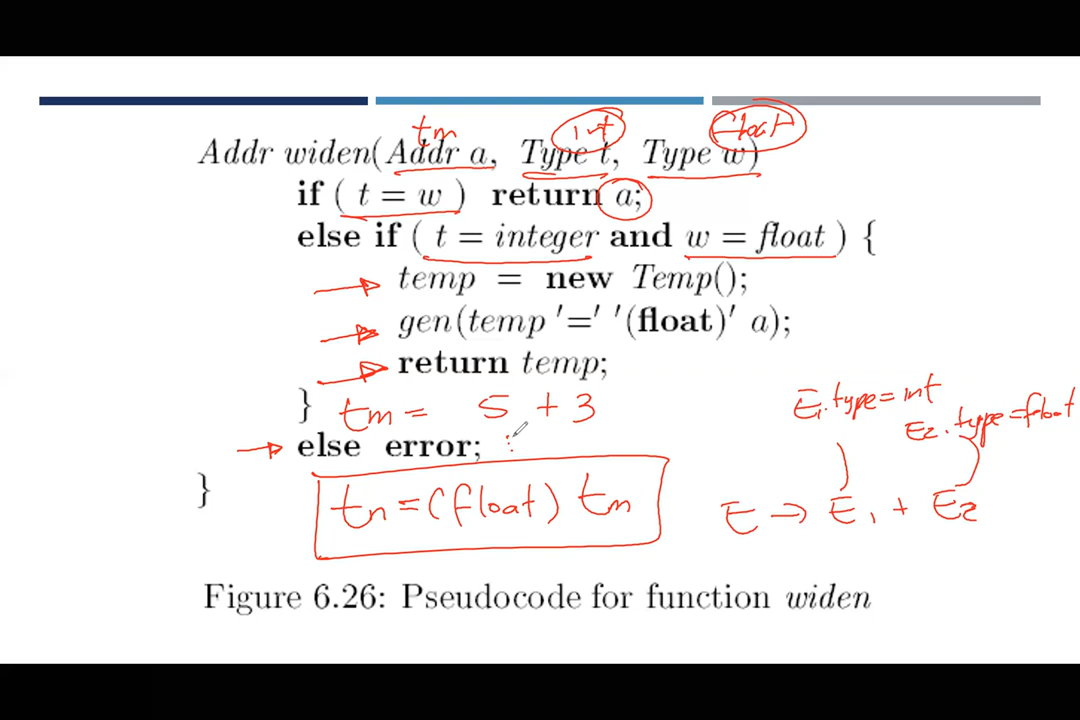 tm int float
Addr widen(Addr a, Type t, Type w)
if ( t = w ) return a;
else if ( t = integer and w = float ) {
temp = new Temp();
gen(temp '=' '(float)' a);
return temp;
}
tm = 5 + 3
else error;
}
tn = (float) tm
E1.type = int
E2.type = float
E → E1 + E2
Figure 6.26: Pseudocode for function widen